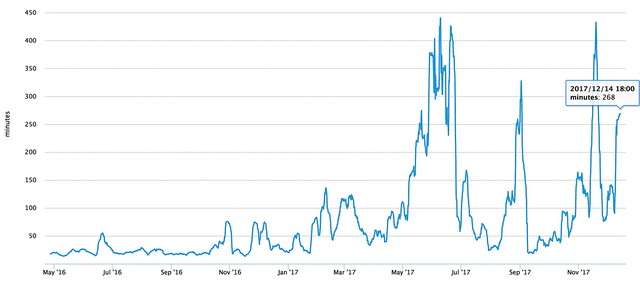 450
400
350
300
250
200
150
100
50
minutes
2017/12/14 18:00
minutes: 268
May '16
Jul '16
Sep '16
Nov '16
Jan '17
Mar '17
May '17
Jul '17
Sep '17
Nov '17